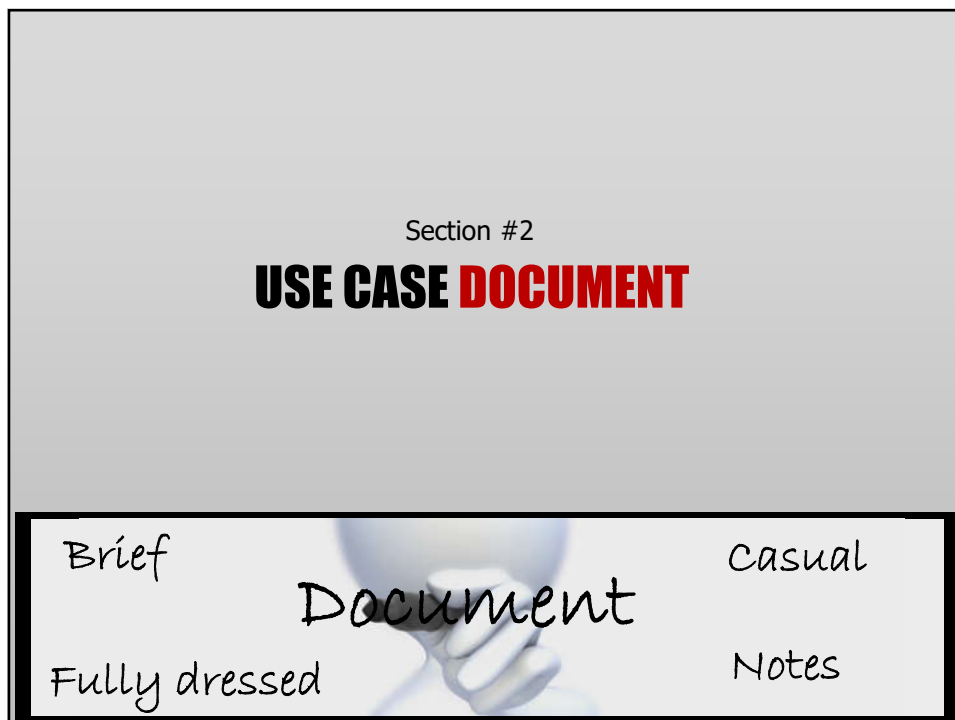 Section #2
USE CASE DOCUMENT
Brief
Casual
Document
Fully dressed
Notes